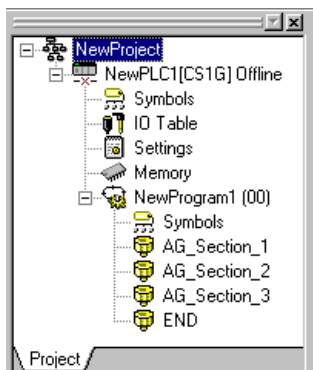 NewProject
NewPLC1[CS1G] Offline
Symbols
IO Table
Settings
Memory
NewProgram1 (00)
Symbols
AG_Section_1
AG_Section_2
AG_Section_3
END
Project